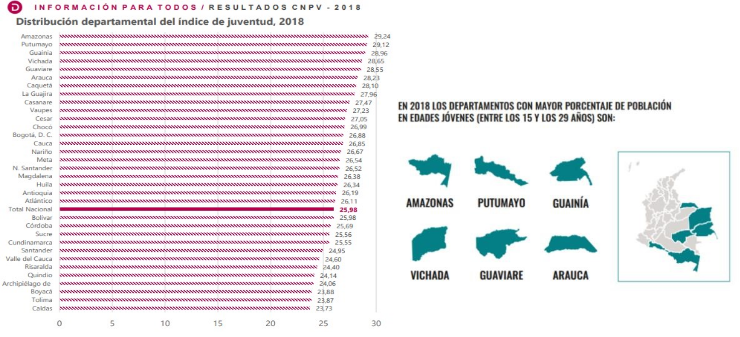 INFORMACIÓN PARA TODOS / RESULTADOS CNPV - 2018
Distribución departamental del índice de juventud, 2018
Amazonas 29,24
Putumayo 29,12
Guainía 28,96
Vichada 28,65
Guaviare 28,55
Arauca 28,23
Caquetá 28,10
La Guajira 27,96
Casanare 27,47
Vaupes 27,23
Cesar 27,05
Chocó 26,99
Bogotá, D. C. 26,88
Cauca 26,85
Nariño 26,67
Meta 26,54
N. Santander 26,52
Magdalena 26,38
Huila 26,34
Antioquia 26,19
Atlántico 26,11
Total Nacional 25,98
Bolívar 25,98
Córdoba 25,69
Sucre 25,56
Cundinamarca 25,55
Santander 24,95
Valle del Cauca 24,60
Risaralda 24,40
Quindio 24,14
Archipiélago de 24,06
Boyacá 23,88
Tolima 23,87
Caldas 23,73
0 5 10 15 20 25 30
EN 2018 LOS DEPARTAMENTOS CON MAYOR PORCENTAJE DE POBLACIÓN
EN EDADES JÓVENES (ENTRE LOS 15 Y LOS 29 AÑOS) SON:
AMAZONAS PUTUMAYO GUAINÍA
VICHADA GUAVIARE ARAUCA